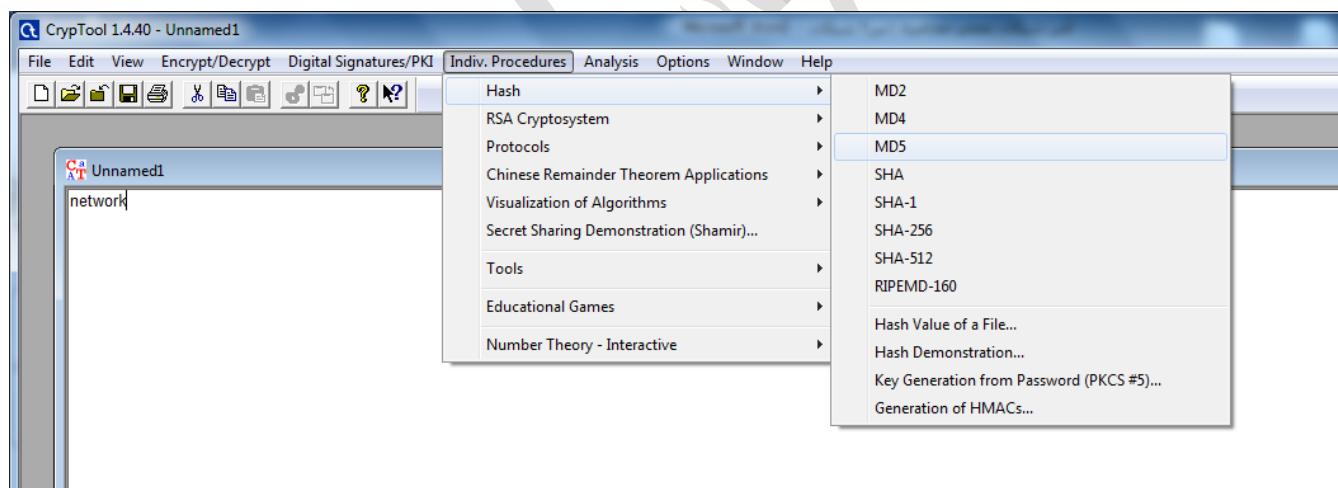 CrypTool 1.4.40 - Unnamed1
File Edit View Encrypt/Decrypt Digital Signatures/PKI Indiv. Procedures Analysis Options Window Help
Unnamed1
network
Hash
RSA Cryptosystem
Protocols
Chinese Remainder Theorem Applications
Visualization of Algorithms
Secret Sharing Demonstration (Shamir)...
Tools
Educational Games
Number Theory - Interactive
MD2
MD4
MD5
SHA
SHA-1
SHA-256
SHA-512
RIPEMD-160
Hash Value of a File...
Hash Demonstration...
Key Generation from Password (PKCS #5)...
Generation of HMACs...